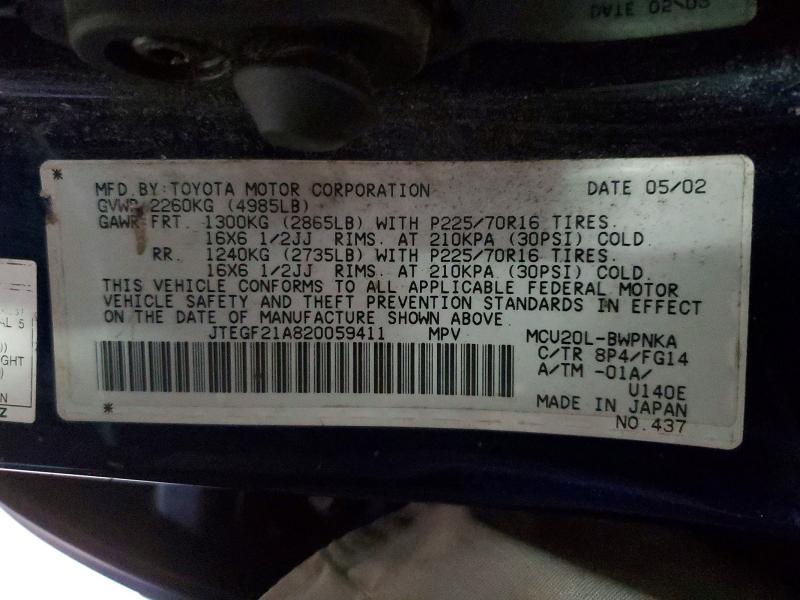 DATE 02/03
MFD.BY:TOYOTA MOTOR CORPORATION DATE 05/02
GVWR 2260KG (4985LB)
GAWR FRT. 1300KG (2865LB) WITH P225/70R16 TIRES.
16X6 1/2JJ RIMS. AT 210KPA (30PSI) COLD.
RR. 1240KG (2735LB) WITH P225/70R16 TIRES.
16X6 1/2JJ RIMS. AT 210KPA (30PSI) COLD.
THIS VEHICLE CONFORMS TO ALL APPLICABLE FEDERAL MOTOR
VEHICLE SAFETY AND THEFT PREVENTION STANDARDS IN EFFECT
ON THE DATE OF MANUFACTURE SHOWN ABOVE.
JTEGF21A820059411 MPV MCU20L-BWPNKA
C/TR 8P4/FG14
A/TM -01A/
U140E
MADE IN JAPAN
NO.437
AL 5
GHT
N
Z